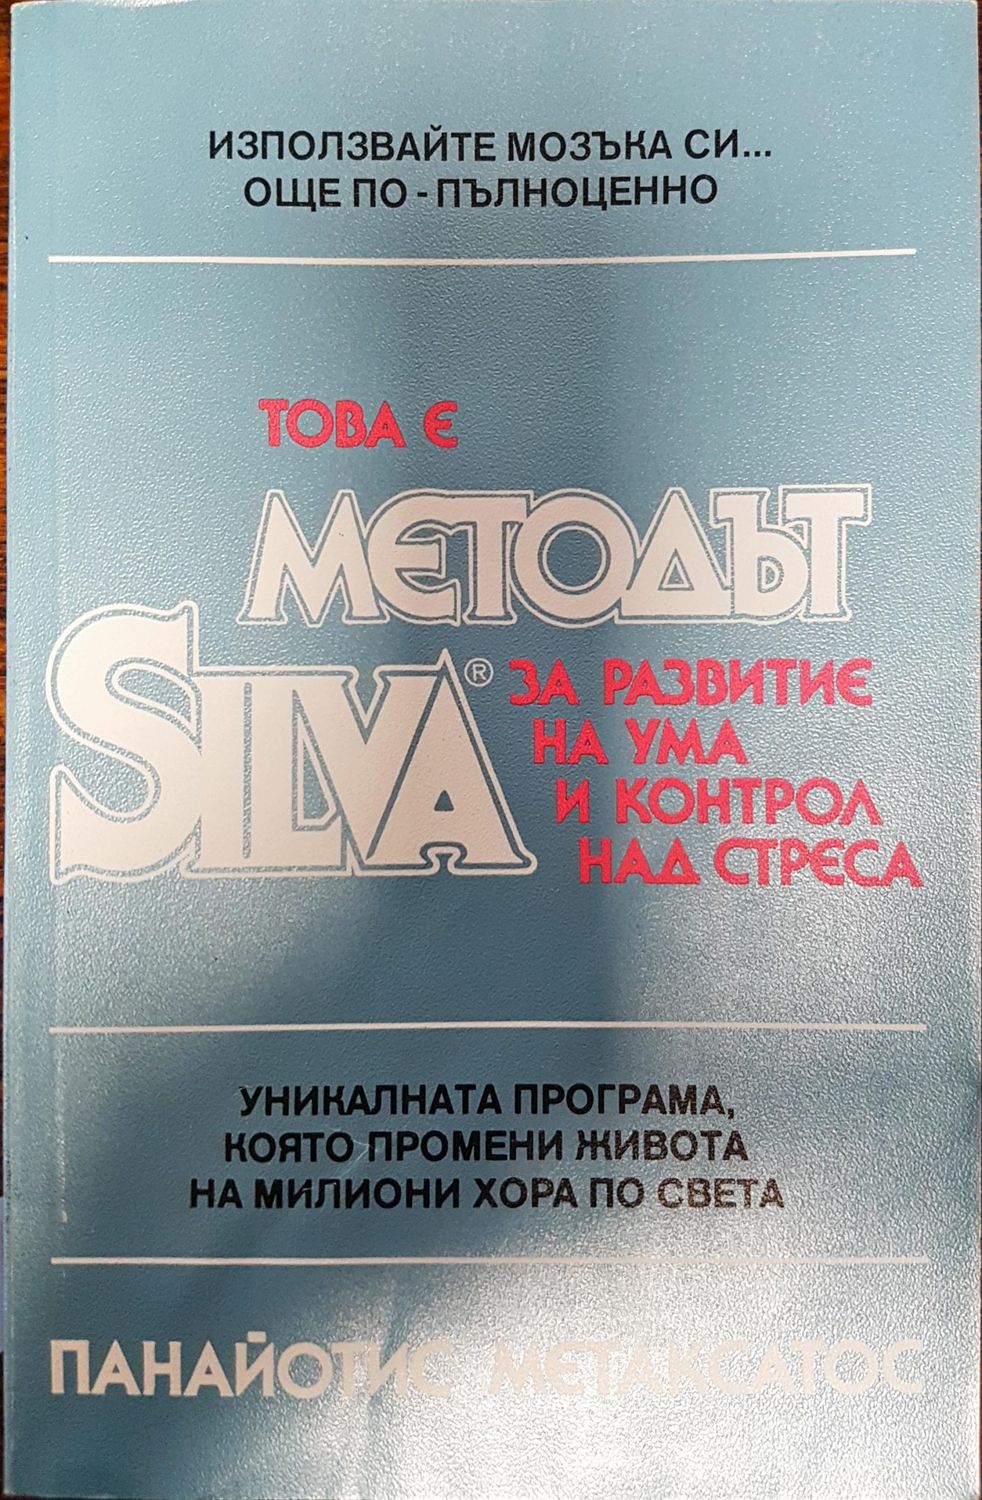 ИЗПОЛЗВАЙТЕ МОЗЪКА СИ...
ОЩЕ ПО - ПЪЛНОЦЕННО
ТОВА Е
МЕТОДЪТ
SILVA® ЗА РАЗВИТИЕ
НА УМА
И КОНТРОЛ
НАД СТРЕСА
УНИКАЛНАТА ПРОГРАМА,
КОЯТО ПРОМЕНИ ЖИВОТА
НА МИЛИОНИ ХОРА ПО СВЕТА
ПАНАЙОТИС МЕТАКСАТОС